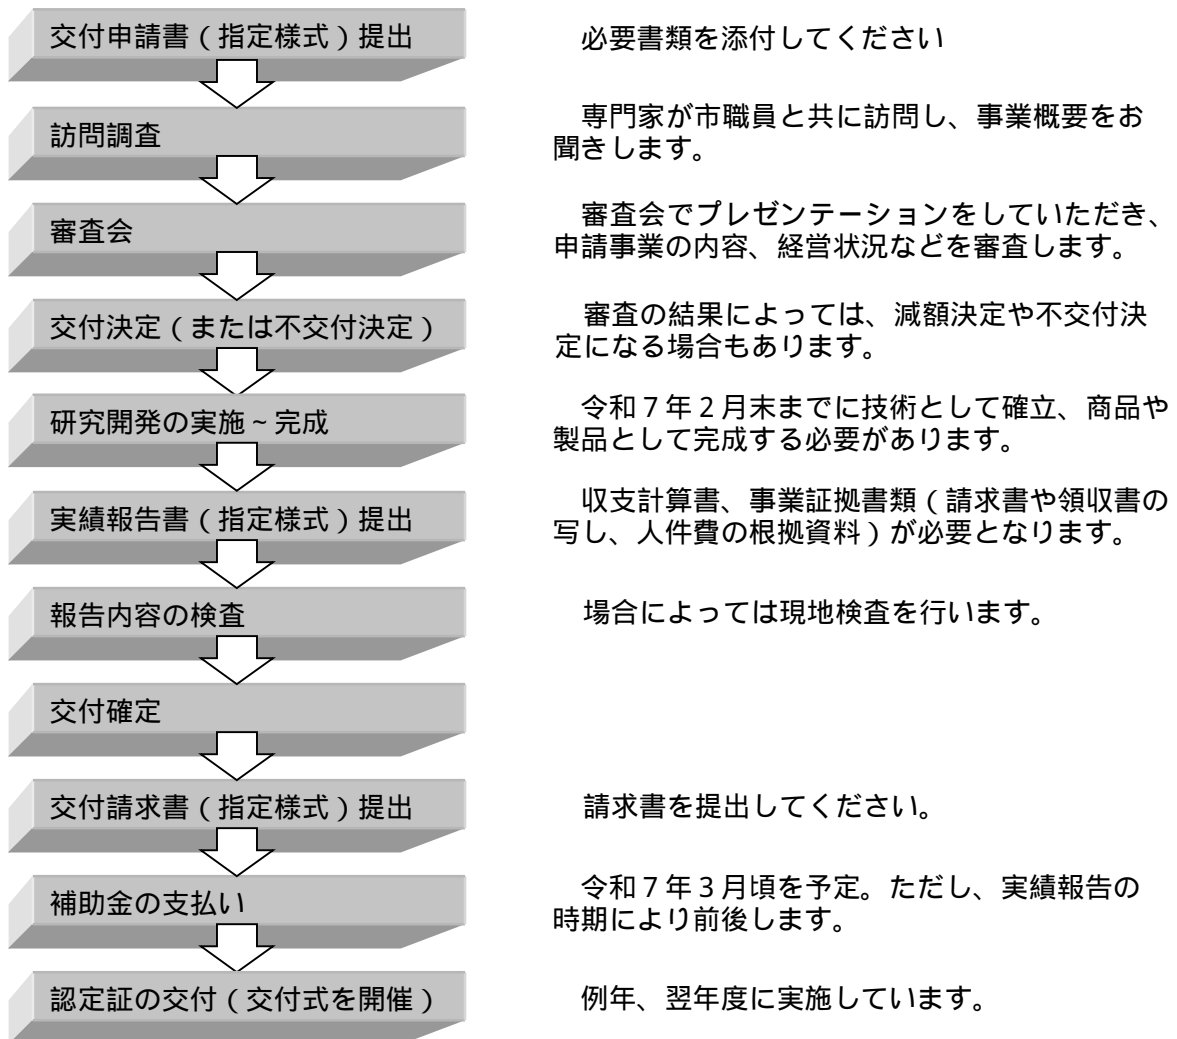 交付申請書（指定様式）提出
必要書類を添付してください
訪問調査
専門家が市職員と共に訪問し、事業概要をお
聞きします。
審査会
審査会でプレゼンテーションをしていただき、
申請事業の内容、経営状況などを審査します。
交付決定（または不交付決定）
審査の結果によっては、減額決定や不交付決
定になる場合もあります。
研究開発の実施～完成
令和７年２月末までに技術として確立、商品や
製品として完成する必要があります。
実績報告書（指定様式）提出
収支計算書、事業証拠書類（請求書や領収書の
写し、人件費の根拠資料）が必要となります。
報告内容の検査
場合によっては現地検査を行います。
交付確定
交付請求書（指定様式）提出
請求書を提出してください。
補助金の支払い
令和７年３月頃を予定。ただし、実績報告の
時期により前後します。
認定証の交付（交付式を開催）
例年、翌年度に実施しています。